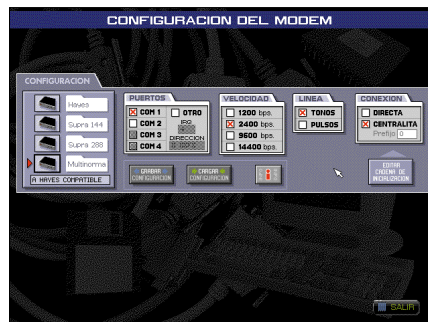 CONFIGURACION DEL MODEM
CONFIGURACION
Hayes
Supra 144
Supra 288
Multinorma
A HAYES COMPATIBLE
PUERTOS
COM 1
OTRO
COM 2
IRQ
COM 3
DIRECCION
COM 4
VELOCIDAD
1200 bps.
2400 bps.
9600 bps.
14400 bps.
LINEA
TONOS
PULSOS
CONEXION
DIRECTA
CENTRALITA
Prefijo 0
GRABAR
CONFIGURACION
CARGAR
CONFIGURACION
EDITAR
CADENA DE
INICIALIZACION
SALIR